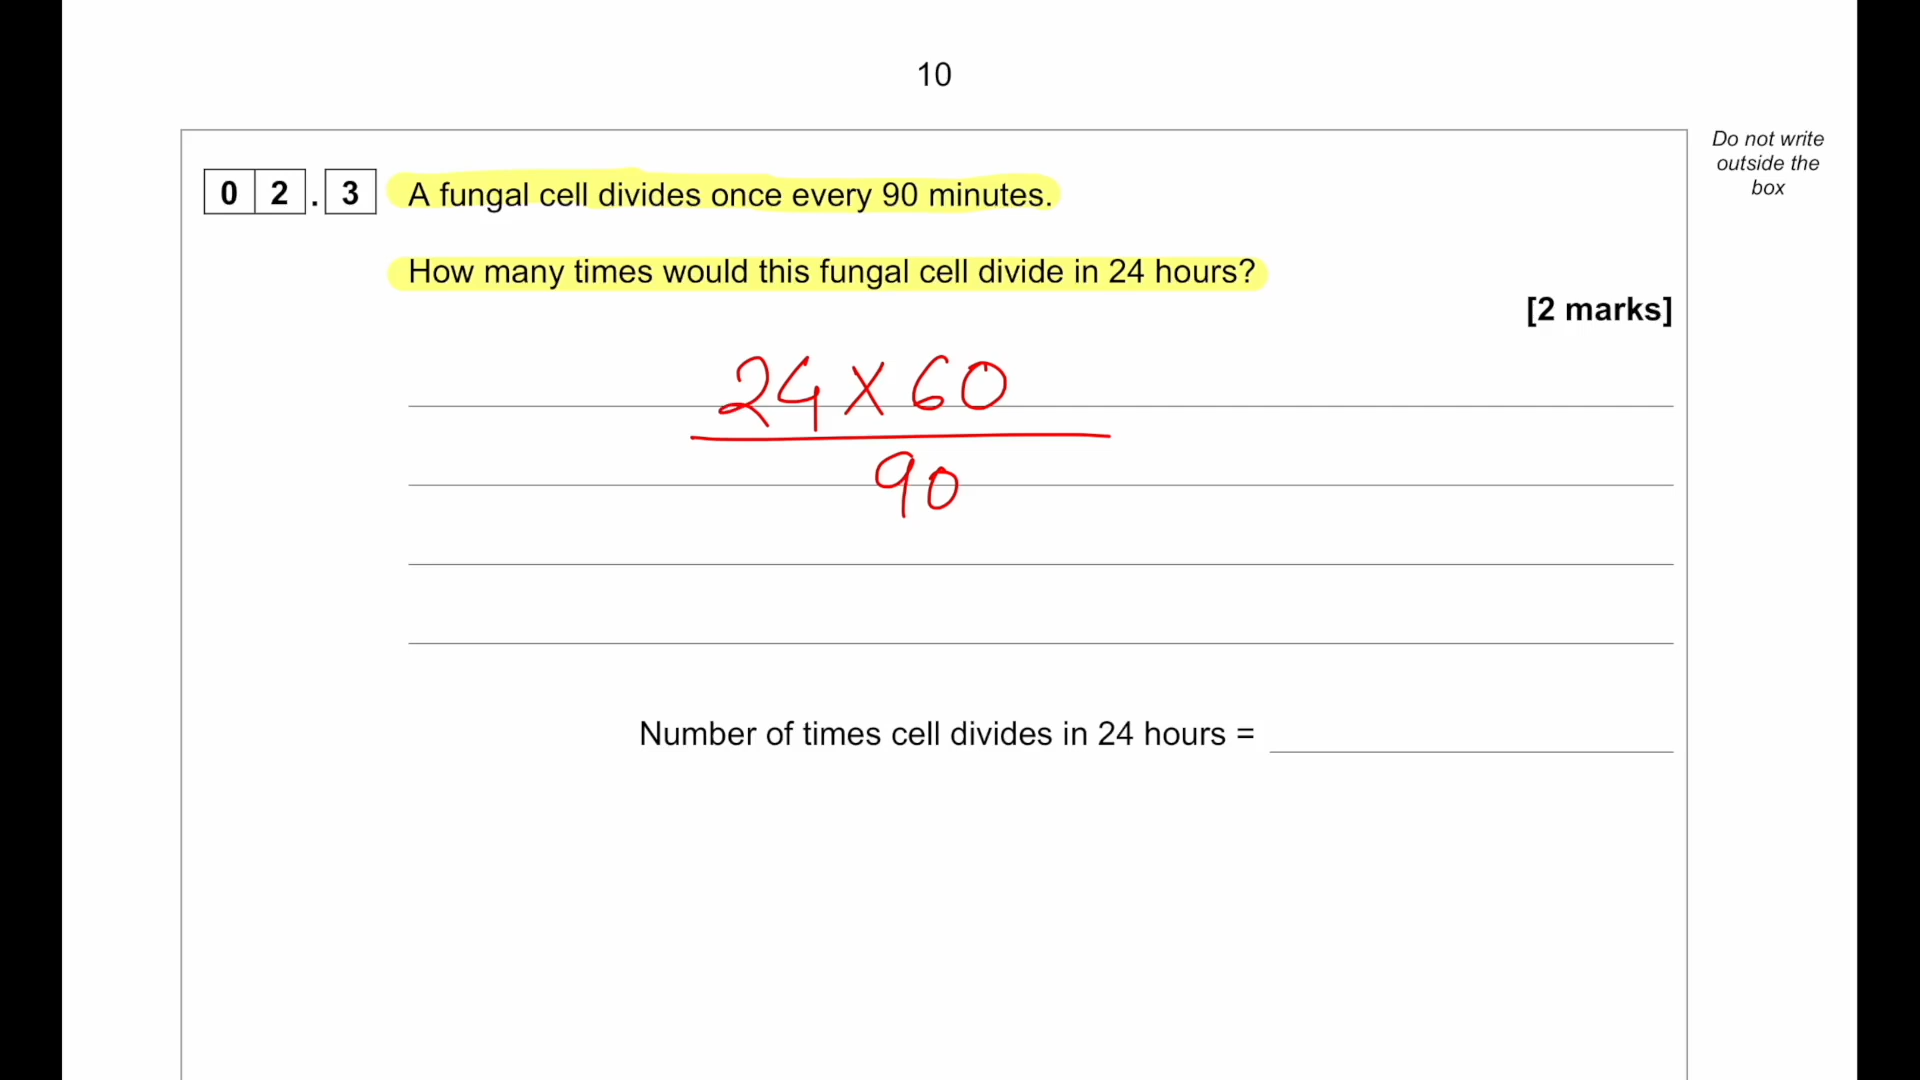 10
Do not write
outside the
box
0 2 . 3 A fungal cell divides once every 90 minutes.
How many times would this fungal cell divide in 24 hours?
[2 marks]
24 × 60
90
Number of times cell divides in 24 hours =